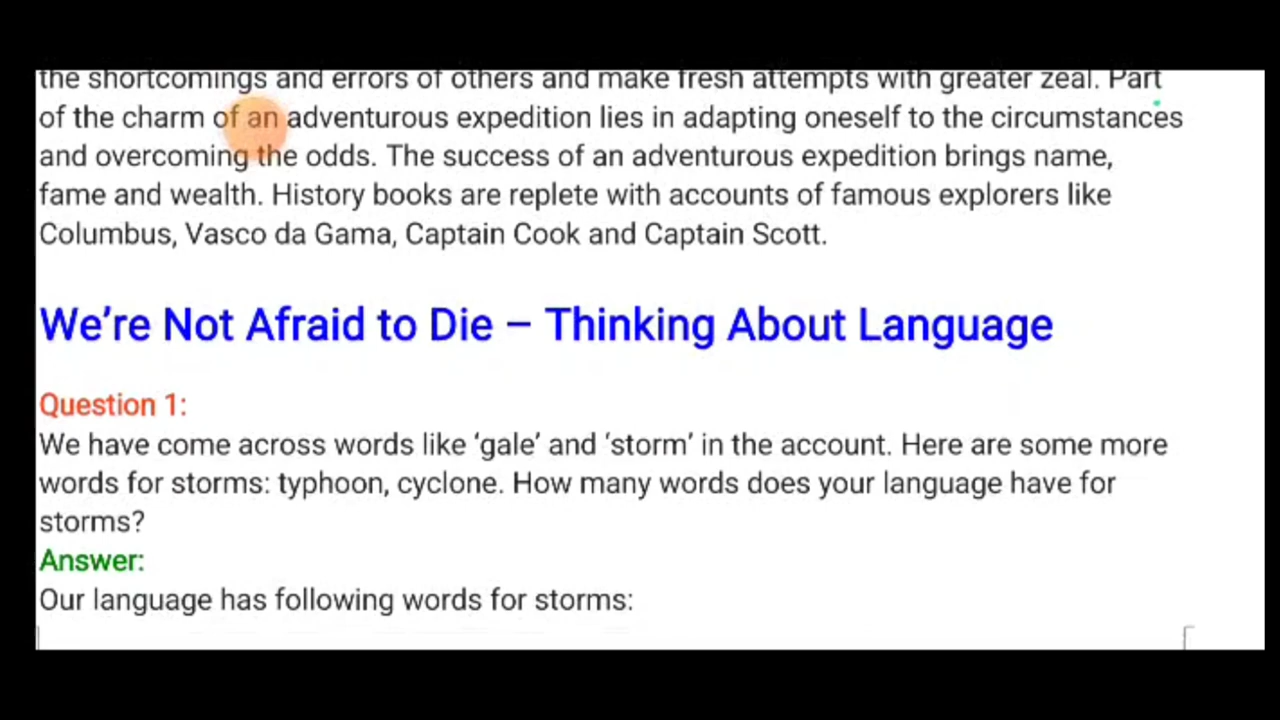 the shortcomings and errors of others and make fresh attempts with greater zeal. Part
of the charm of an adventurous expedition lies in adapting oneself to the circumstances
and overcoming the odds. The success of an adventurous expedition brings name,
fame and wealth. History books are replete with accounts of famous explorers like
Columbus, Vasco da Gama, Captain Cook and Captain Scott.
We’re Not Afraid to Die – Thinking About Language
Question 1:
We have come across words like ‘gale’ and ‘storm’ in the account. Here are some more
words for storms: typhoon, cyclone. How many words does your language have for
storms?
Answer:
Our language has following words for storms: